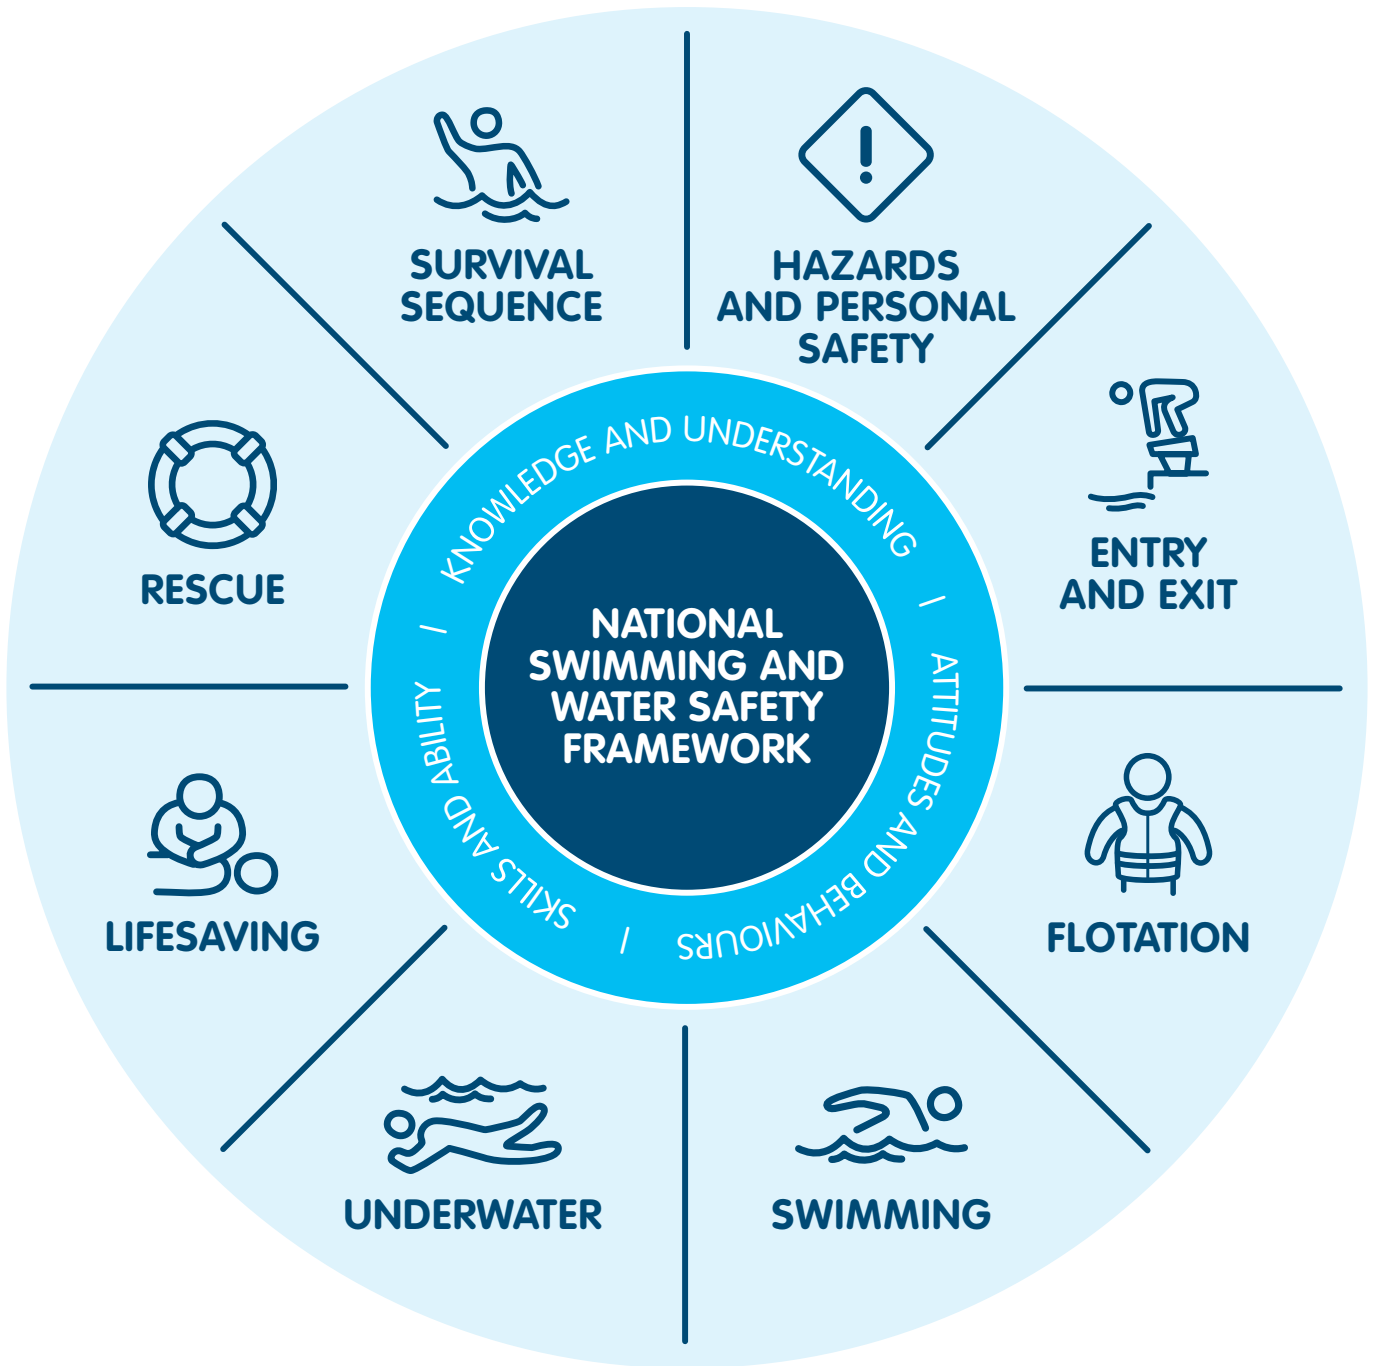 SURVIVAL
SEQUENCE
HAZARDS
AND PERSONAL
SAFETY
ENTRY
AND EXIT
FLOTATION
SWIMMING
UNDERWATER
LIFESAVING
RESCUE
KNOWLEDGE AND UNDERSTANDING | ATTITUDES AND BEHAVIOURS | SKILLS AND ABILITY |
NATIONAL
SWIMMING AND
WATER SAFETY
FRAMEWORK